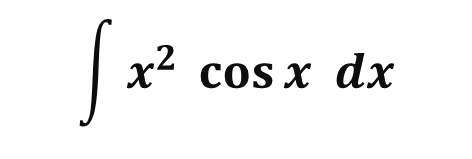 ∫ x² cos x dx